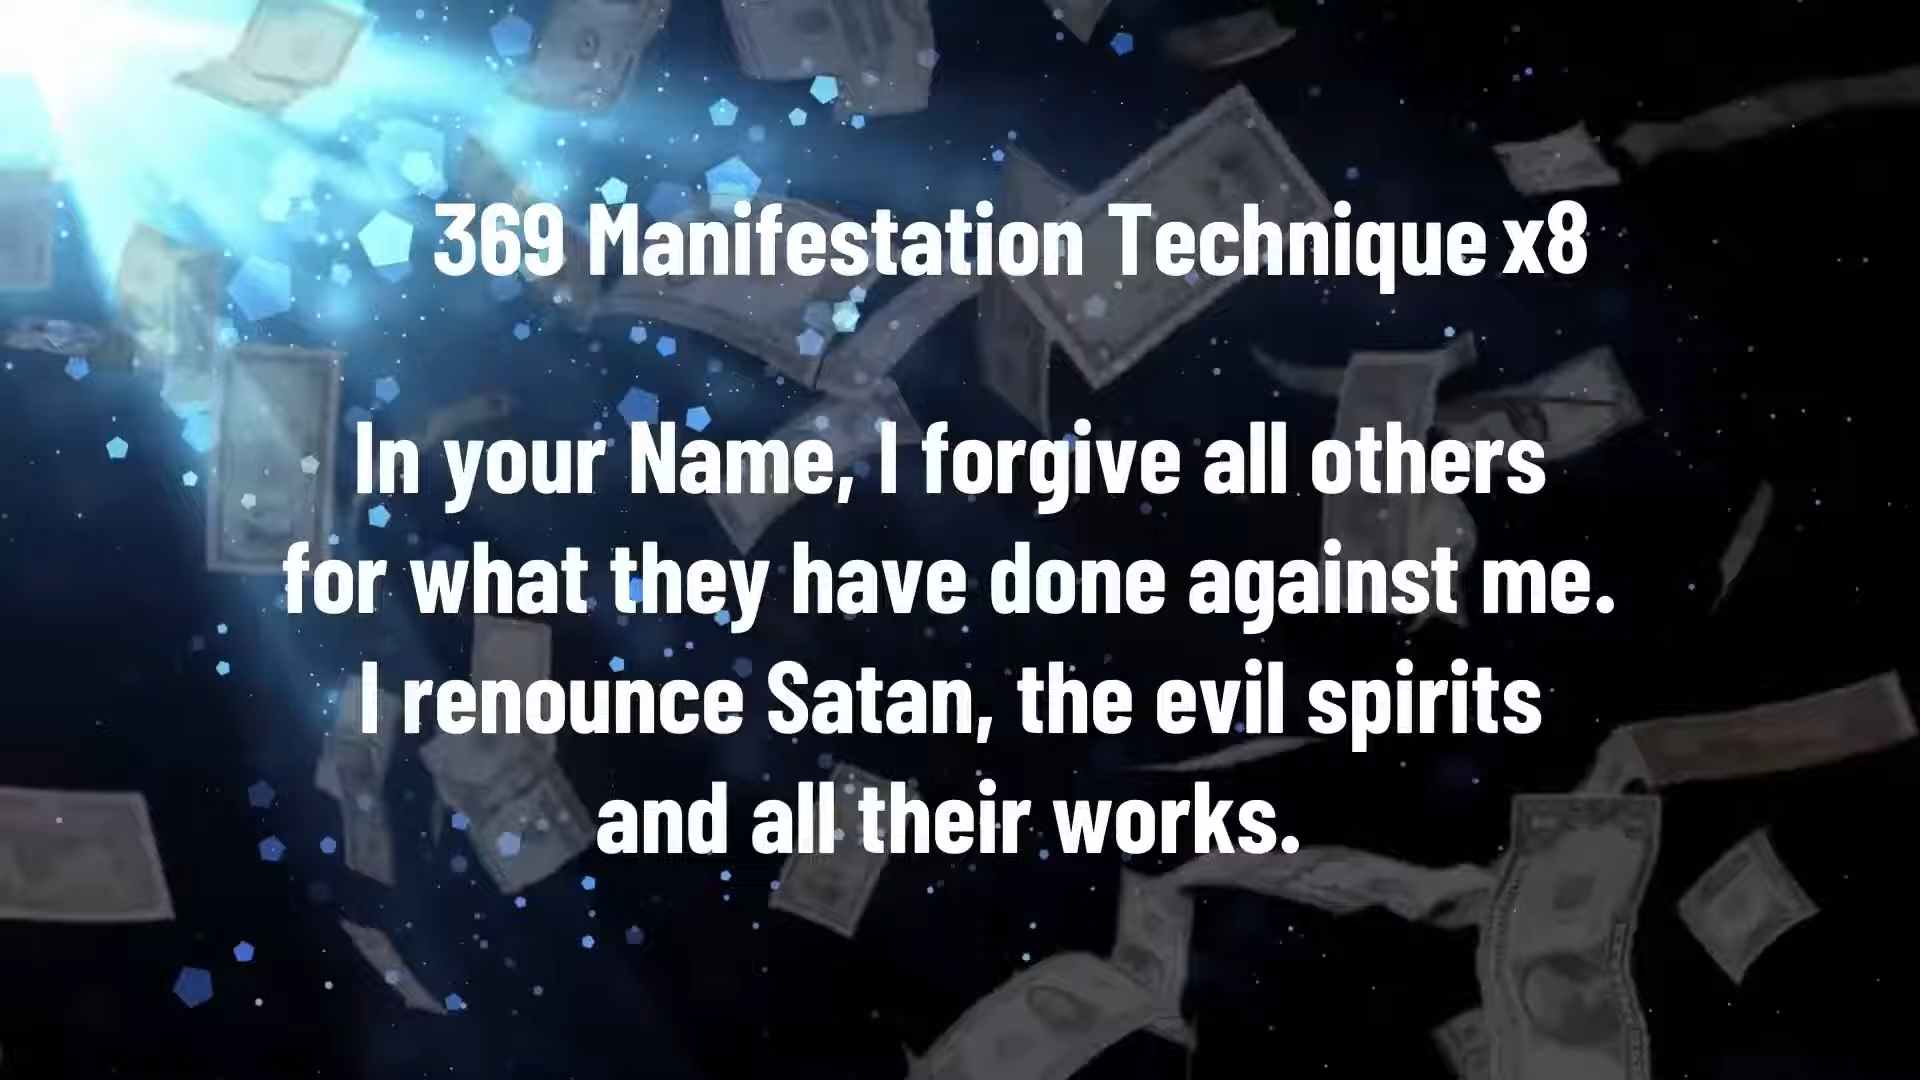 369 Manifestation Technique x8
In your Name, I forgive all others
for what they have done against me.
I renounce Satan, the evil spirits
and all their works.